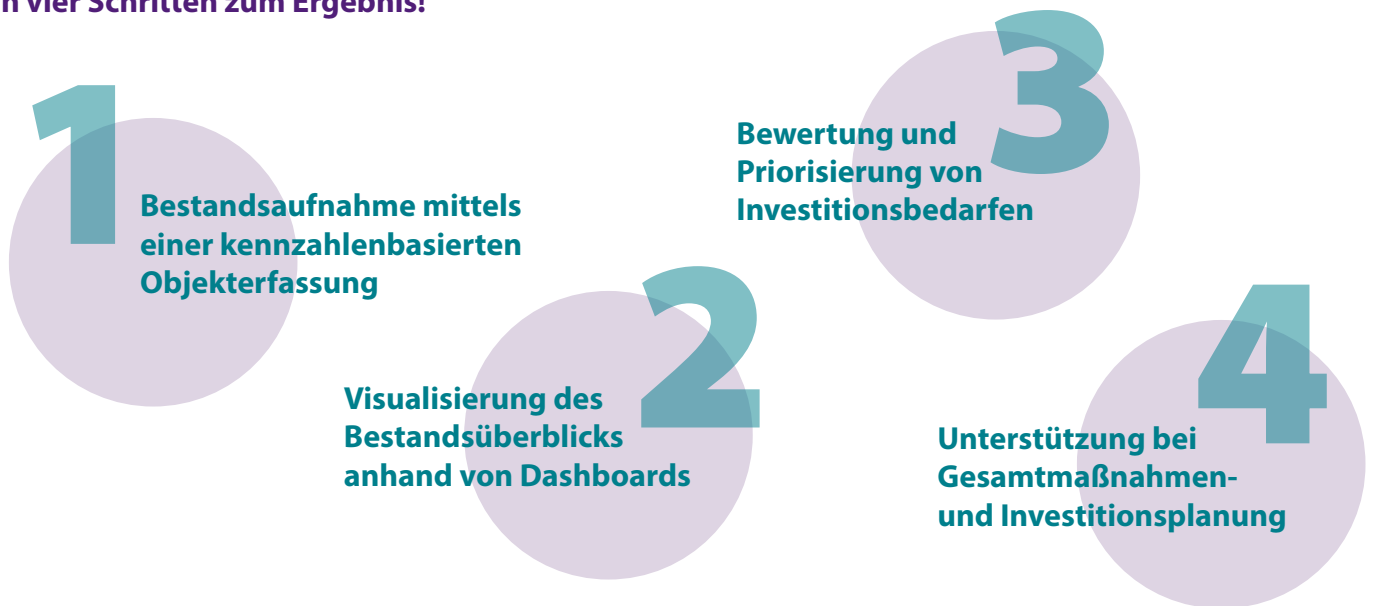 n vier Schritten zum Ergebnis!
1
Bestandsaufnahme mittels
einer kennzahlenbasierten
Objekterfassung
2
Visualisierung des
Bestandsüberblicks
anhand von Dashboards
3
Bewertung und
Priorisierung von
Investitionsbedarfen
4
Unterstützung bei
Gesamtmaßnahmen-
und Investitionsplanung